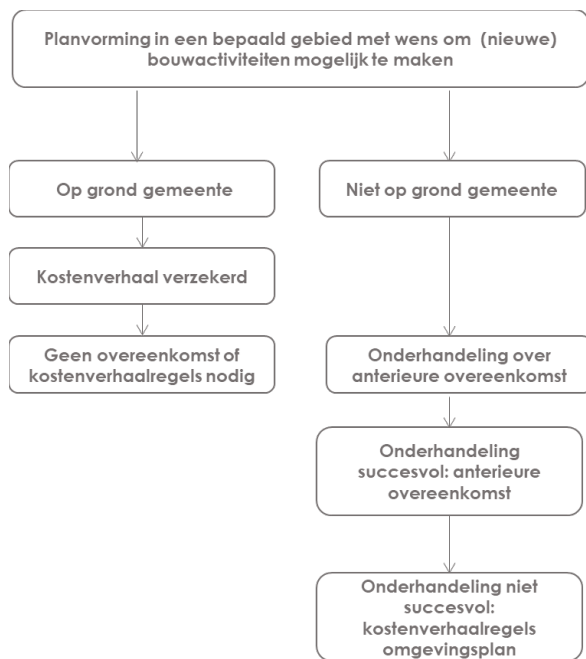 Planvorming in een bepaald gebied met wens om (nieuwe)
bouwactiviteiten mogelijk te maken
Op grond gemeente
Niet op grond gemeente
Kostenverhaal verzekerd
Geen overeenkomst of
kostenverhaalregels nodig
Onderhandeling over
anterieure overeenkomst
Onderhandeling
succesvol: anterieure
overeenkomst
Onderhandeling niet
succesvol:
kostenverhaalregels
omgevingsplan